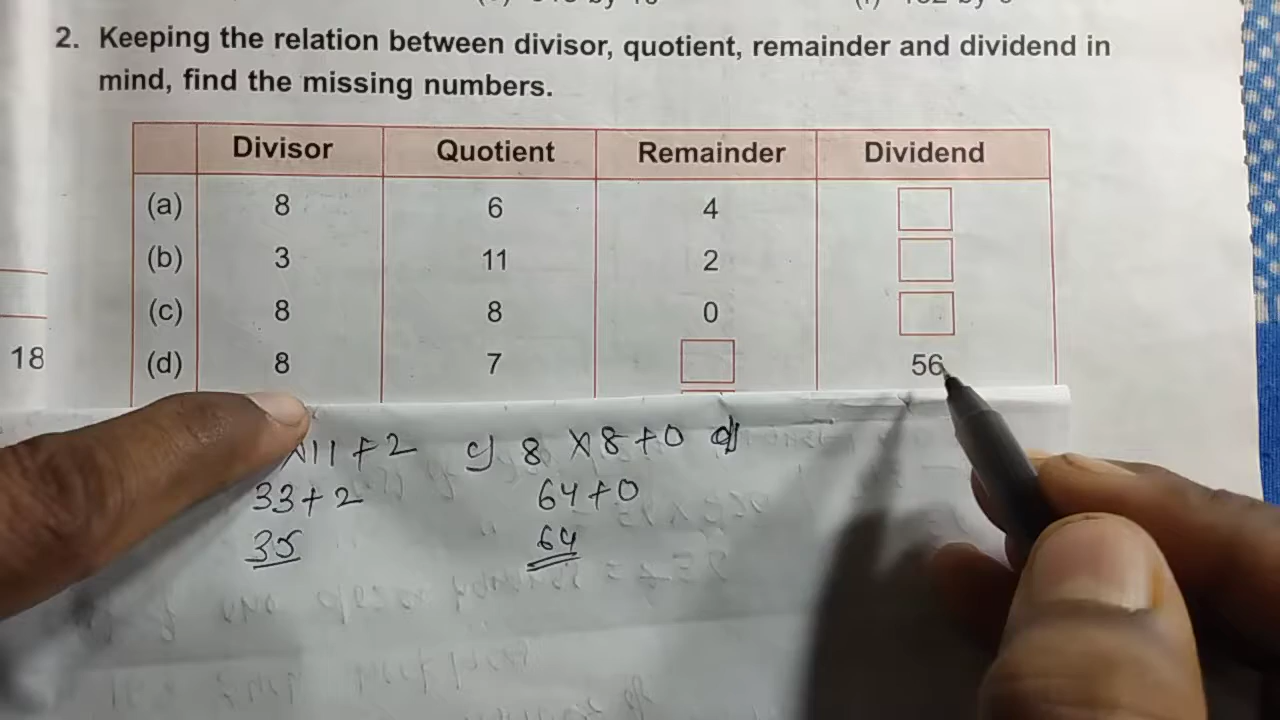 2. Keeping the relation between divisor, quotient, remainder and dividend in
mind, find the missing numbers.
Divisor Quotient Remainder Dividend
(a) 8 6 4
(b) 3 11 2
(c) 8 8 0
18
(d) 8 7 56
×11+2 c) 8 ×8+0 d)
33+2 64+0
35 64